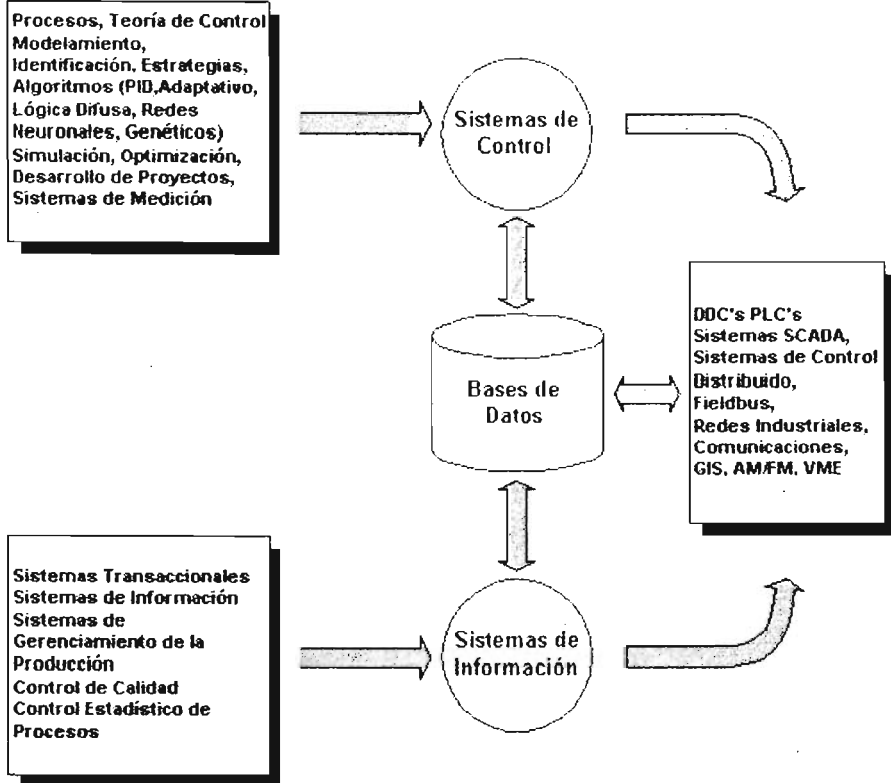 Procesos, Teoría de Control
Modelamiento,
Identificación, Estrategias,
Algoritmos (PID,Adaptativo,
Lógica Difusa, Redes
Neuronales, Genéticos)
Simulación, Optimización,
Desarrollo de Proyectos,
Sistemas de Medición
Sistemas de
Control
Bases de
Datos
DDC's PLC's
Sistemas SCADA,
Sistemas de Control
Distribuido,
Fieldbus,
Redes Industriales,
Comunicaciones,
GIS, AM/FM, VME
Sistemas Transaccionales
Sistemas de Información
Sistemas de
Gerenciamiento de la
Producción
Control de Calidad
Control Estadístico de
Procesos
Sistemas de
Información